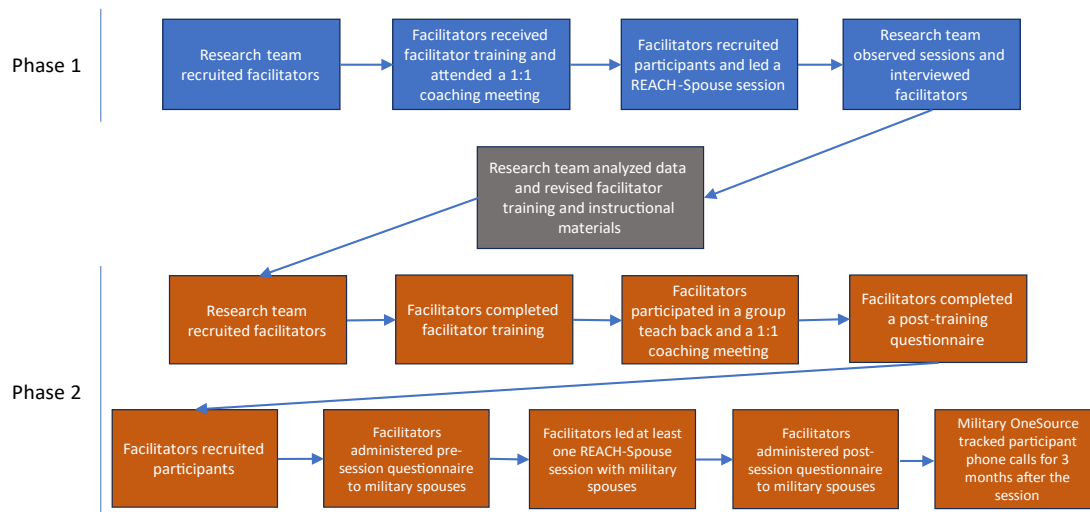 Phase 1
Research team
recruited facilitators
Facilitators received
facilitator training and
attended a 1:1
coaching meeting
Facilitators recruited
participants and led a
REACH-Spouse session
Research team
observed sessions and
interviewed
facilitators
Research team analyzed data
and revised facilitator
training and instructional
materials
Phase 2
Research team
recruited facilitators
Facilitators completed
facilitator training
Facilitators
participated in a group
teach back and a 1:1
coaching meeting
Facilitators completed
a post-training
questionnaire
Facilitators recruited
participants
Facilitators
administered pre-
session questionnaire
to military spouses
Facilitators led at least
one REACH-Spouse
session with military
spouses
Facilitators
administered post-
session questionnaire
to military spouses
Military OneSource
tracked participant
phone calls for 3
months after the
session